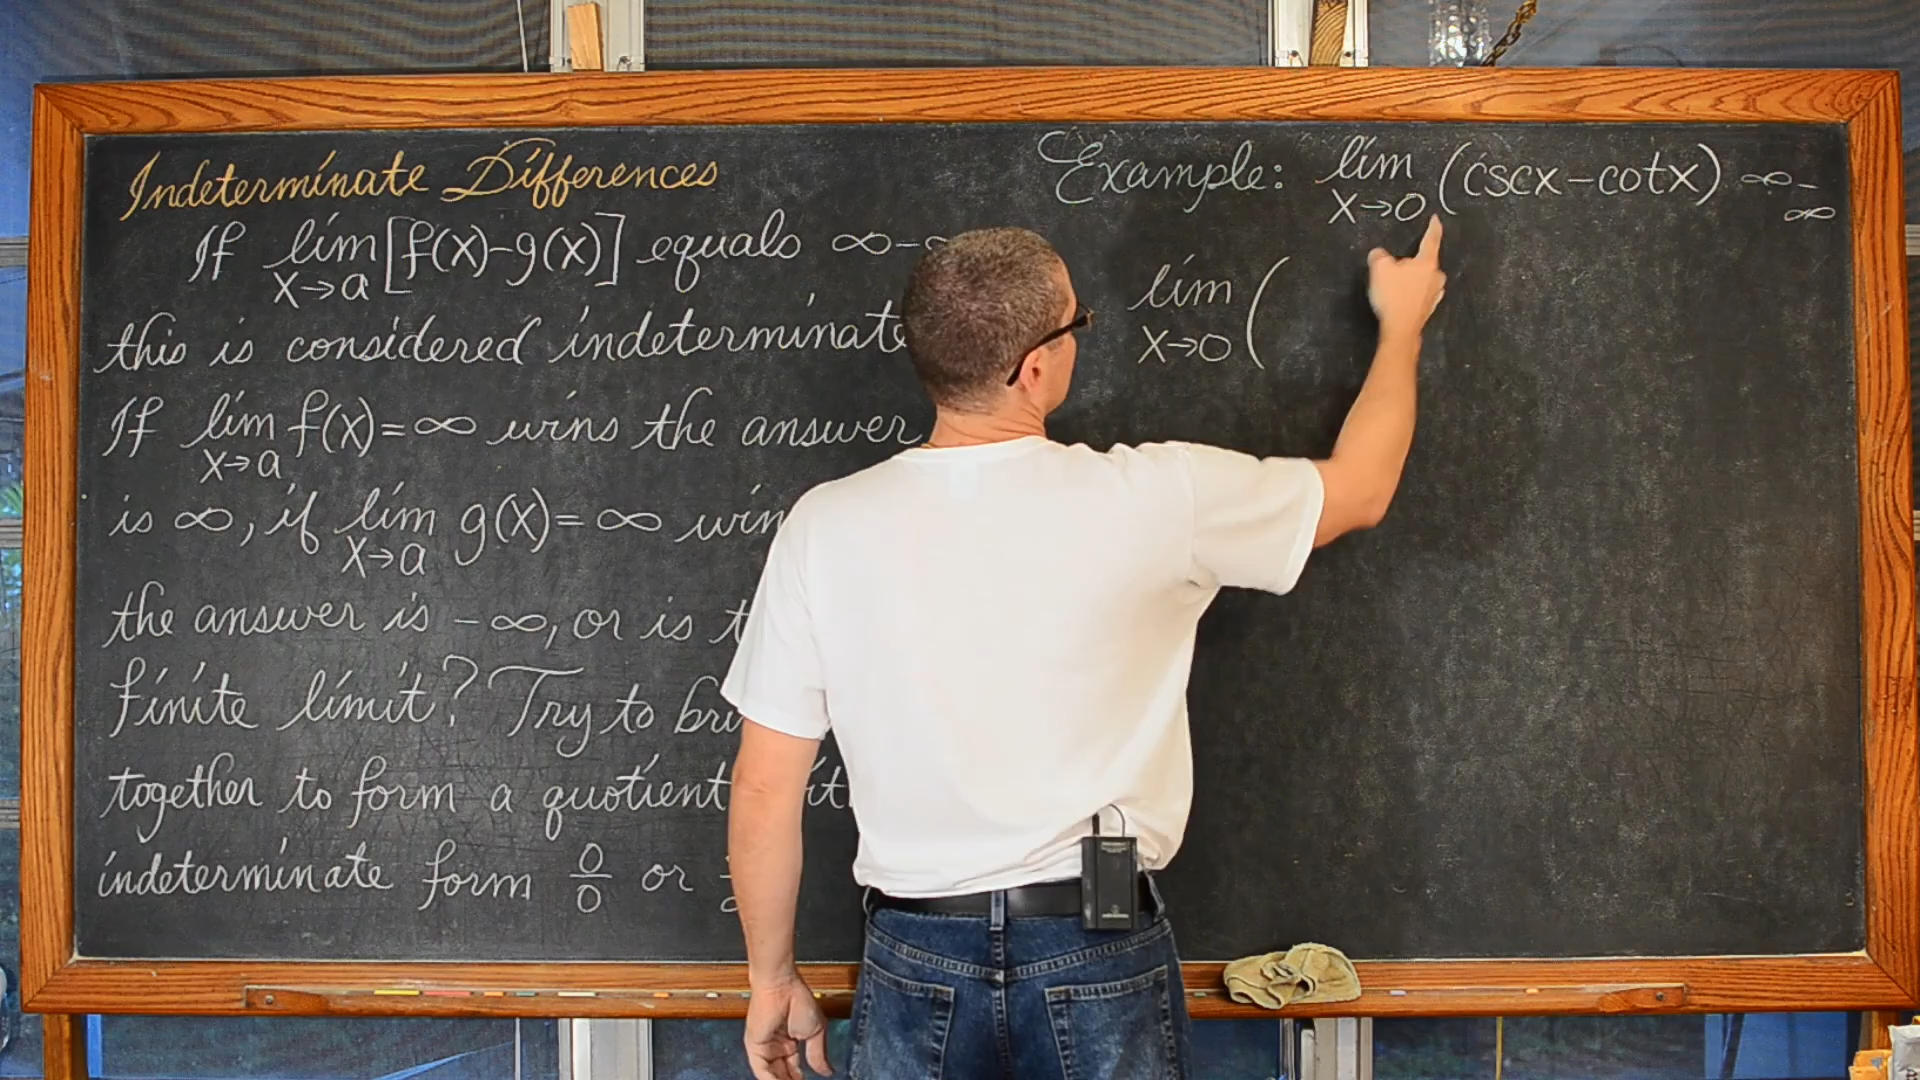 Indeterminate Differences
If lim [f(x)-g(x)] equals ∞-
x→a
this is considered indeterminate
If lim f(x)=∞ wins the answer
x→a
is ∞, if lim g(x)=∞
x→a
the answer is -∞, or is
finite limit? Try to
together to form a quotient
indeterminate form 0/0 or
Example: lim (cscx-cotx) ∞-∞
x→0
lim (
x→0